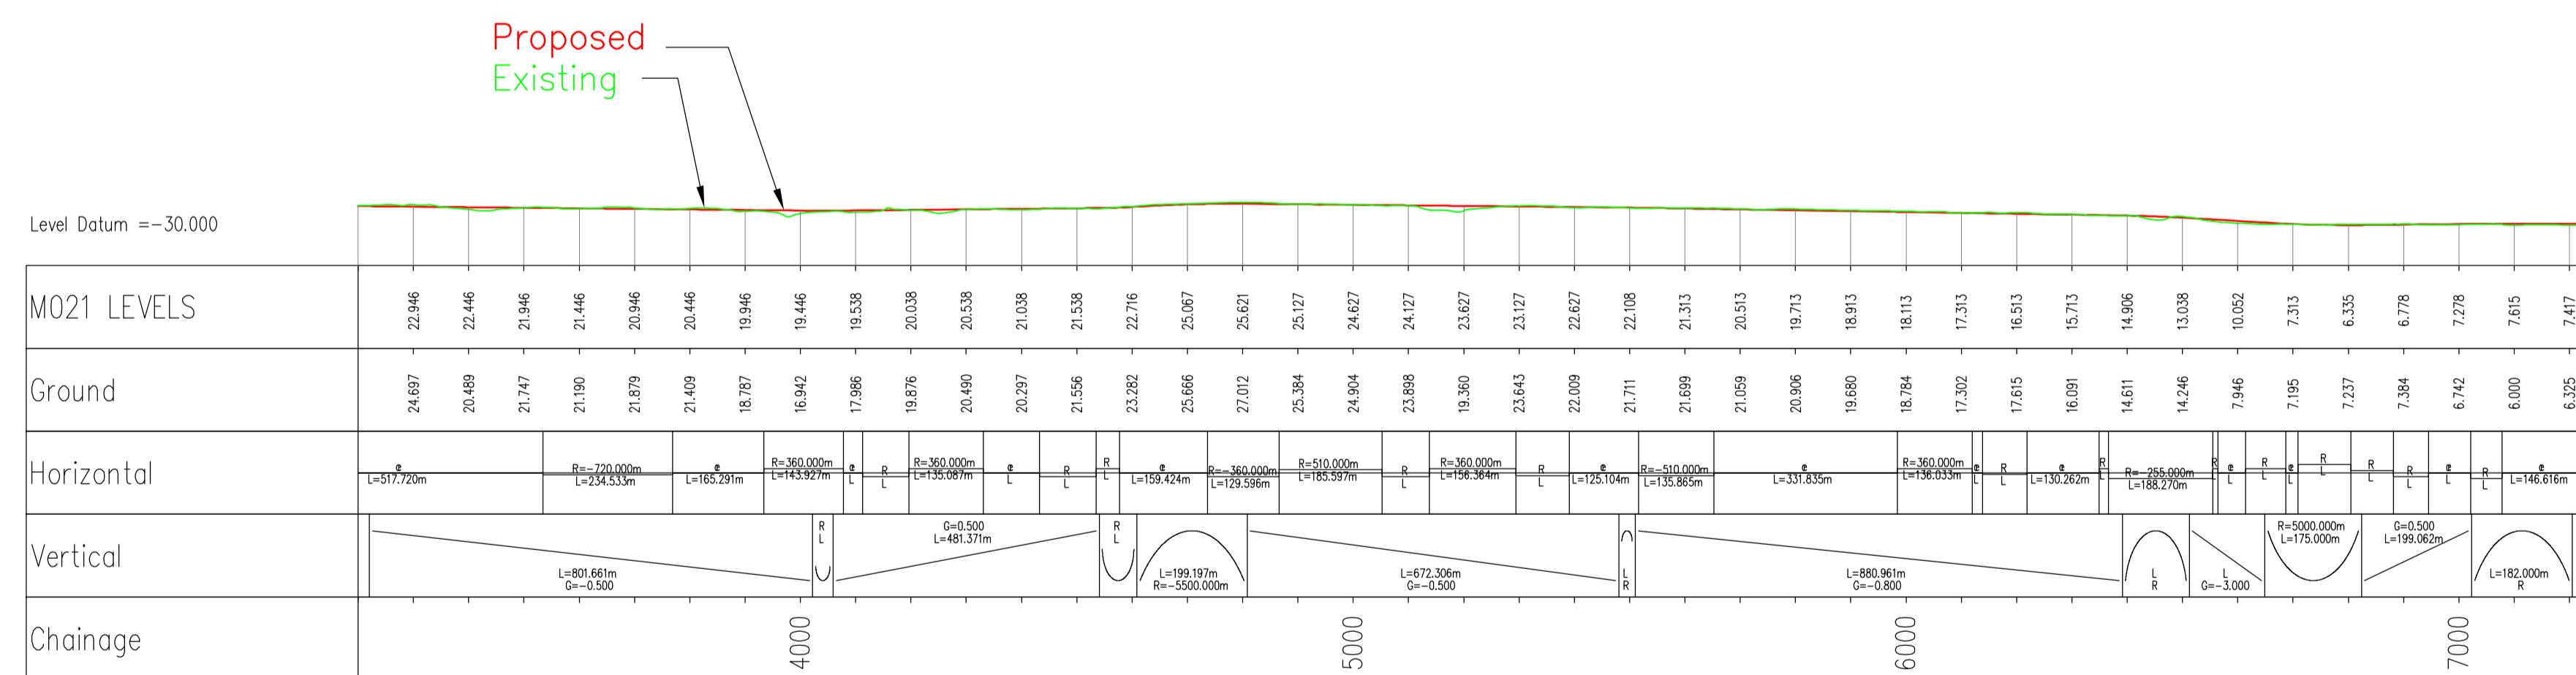 Proposed
Existing
Level Datum =-30.000
M021 LEVELS
22.946 22.446 21.946 21.446 20.946 20.446 19.946 19.446 19.538 20.038 20.538 21.038 21.538 22.716 25.067 25.621 25.127 24.627 24.127 23.627 23.127 22.627 22.108 21.313 20.513 19.713 18.913 18.113 17.313 16.513 15.713 14.906 13.038 10.052 7.313 6.335 6.778 7.278 7.615 7.417
Ground
24.697 20.489 21.747 21.190 21.879 21.409 18.787 16.942 17.986 19.876 20.490 20.297 21.556 23.282 25.666 27.012 25.384 24.904 23.898 19.360 23.643 22.009 21.711 21.699 21.059 20.906 19.680 18.784 17.302 17.615 16.091 14.611 14.246 7.946 7.195 7.237 7.384 6.742 6.000 6.325
Horizontal
L=517.720m
R=-720.000m
L=234.533m
L=165.291m
R=360.000m
L=143.927m
L
R
L
R=360.000m
L=135.087m
L
R
L
R
L
L=159.424m
R=-360.000m
L=129.596m
R=510.000m
L=185.597m
R
L
R=360.000m
L=156.364m
R
L
L=125.104m
R=-510.000m
L=135.865m
L=331.835m
R=360.000m
L=136.033m
L
R
L
L=130.262m
R
L
R=-255.000m
L=188.270m
R
L
L
R
L
L
R
L
R
L
R
L
L
R
L
L=146.616m
Vertical
L=801.661m
G=-0.500
R
L
G=0.500
L=481.371m
R
L
L=199.197m
R=-5500.000m
L=672.306m
G=-0.500
L
R
L=880.961m
G=-0.800
L
R
L
G=-3.000
R=5000.000m
L=175.000m
G=0.500
L=199.062m
L=182.000m
R
Chainage
4000 5000 6000 7000